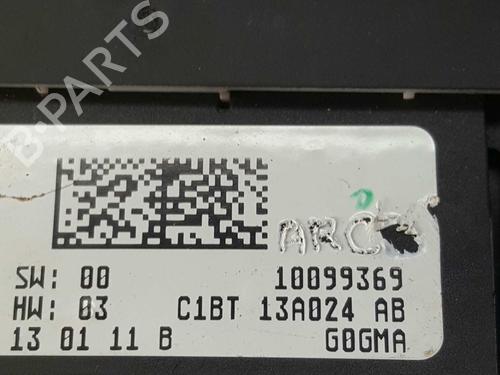 B-PARTS
ARC
SW: 00 10099369
HW: 03 C1BT 13A024 AB
13 01 11 B G0GMA